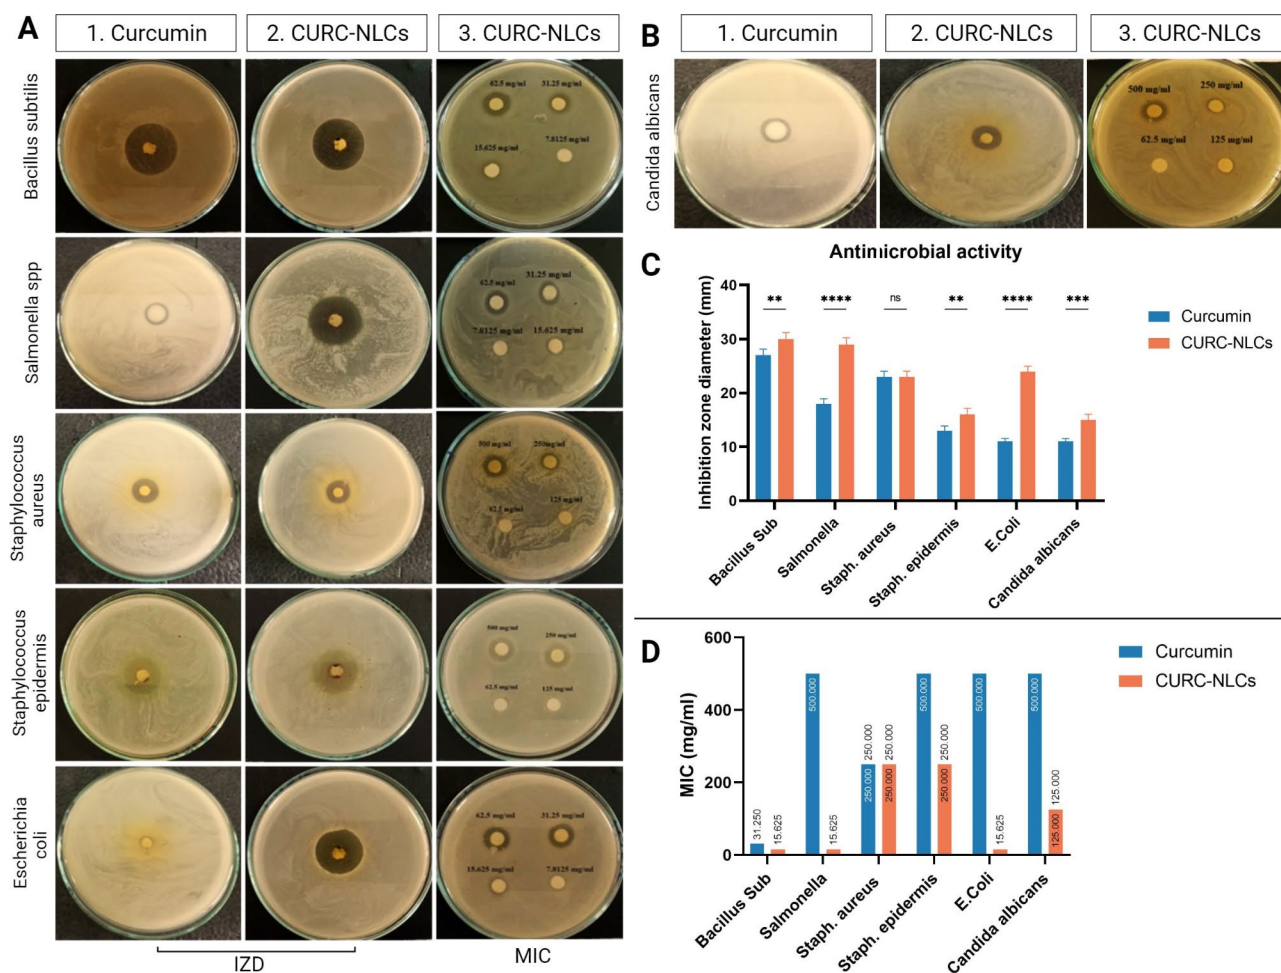 A
1. Curcumin
2. CURC-NLCs
3. CURC-NLCs
Bacillus subtilis
62.5 mg/ml
31.25 mg/ml
15.625 mg/ml
7.8125 mg/ml
Salmonella spp
62.5 mg/ml
31.25 mg/ml
7.8125 mg/ml
15.625 mg/ml
Staphylococcus
aureus
500 mg/ml
250mg/ml
62.5 mg/ml
125 mg/ml
Staphylococcus
epidermis
500 mg/ml
250 mg/ml
62.5 mg/ml
125 mg/ml
Escherichia
coli
62.5 mg/ml
31.25 mg/ml
15.625 mg/ml
7.8125 mg/ml
IZD
MIC
B
1. Curcumin
2. CURC-NLCs
3. CURC-NLCs
Candida albicans
500 mg/ml
250 mg/ml
62.5 mg/ml
125 mg/ml
C
Antimicrobial activity
Inhibition zone diameter (mm)
40
30
20
10
0
**
****
ns
**
****
***
Bacillus Sub
Salmonella
Staph. aureus
Staph. epidermis
E.Coli
Candida albicans
Curcumin
CURC-NLCs
D
MIC (mg/ml)
600
400
200
0
31.250
15.625
500.000
15.625
250.000
250.000
250.000
250.000
500.000
250.000
250.000
500.000
15.625
500.000
125.000
125.000
Bacillus Sub
Salmonella
Staph. aureus
Staph. epidermis
E.Coli
Candida albicans
Curcumin
CURC-NLCs